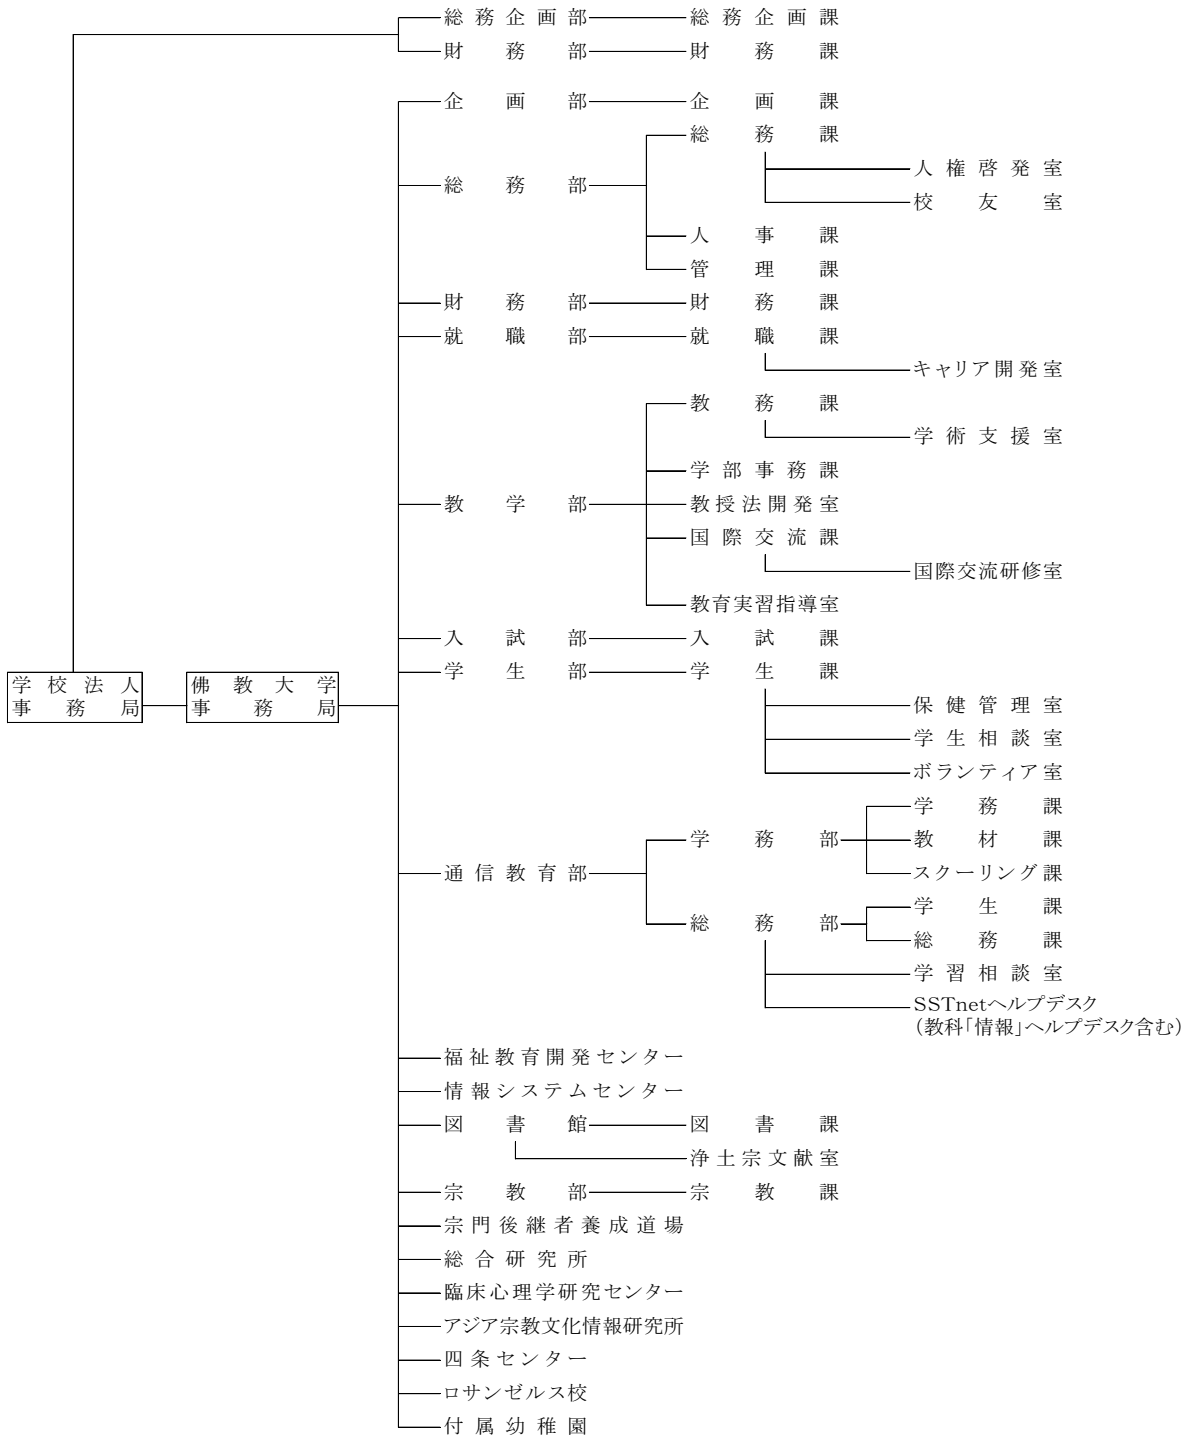 総務企画部 総務企画課
財務部 財務課
企画部 企画課
総務課
人権啓発室
総務部
校友室
人事課
管理課
財務部 財務課
就職部 就職課
キャリア開発室
教務課
学術支援室
学部事務課
教学部 教授法開発室
国際交流課
国際交流研修室
教育実習指導室
入試部 入試課
学生部 学生課
学校法人
事務局
佛教大学
事務局
保健管理室
学生相談室
ボランティア室
学務課
学務部 教材課
通信教育部 スクーリング課
学生課
総務部
総務課
学習相談室
SSTnetヘルプデスク
（教科「情報」ヘルプデスク含む）
福祉教育開発センター
情報システムセンター
図書館 図書課
浄土宗文献室
宗教部 宗教課
宗門後継者養成道場
総合研究所
臨床心理学研究センター
アジア宗教文化情報研究所
四条センター
ロサンゼルス校
付属幼稚園